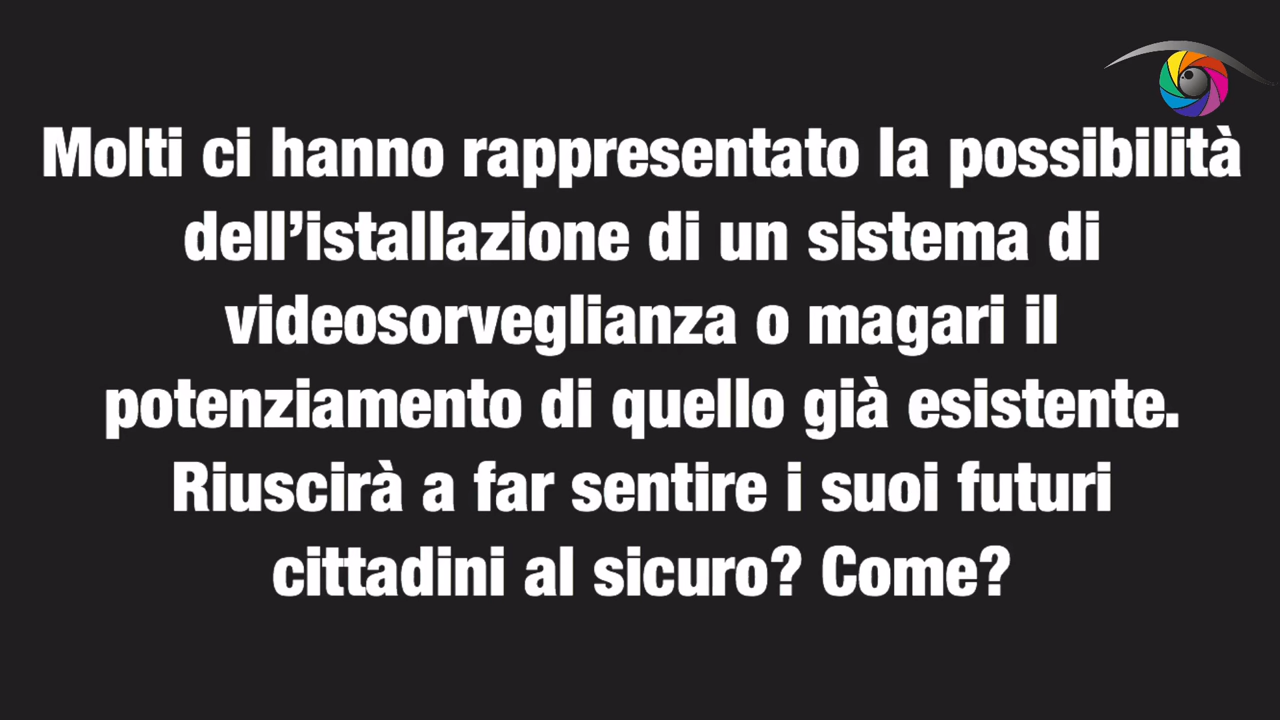 Molti ci hanno rappresentato la possibilità
dell’istallazione di un sistema di
videosorveglianza o magari il
potenziamento di quello già esistente.
Riuscirà a far sentire i suoi futuri
cittadini al sicuro? Come?